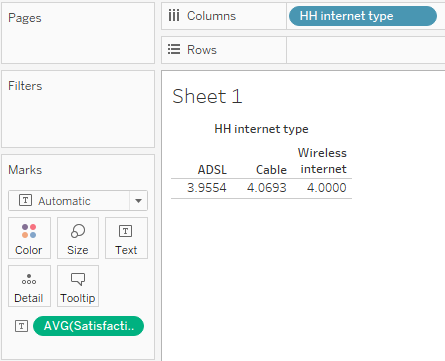 Pages
Columns
HH internet type
Rows
Filters
Sheet 1
HH internet type
ADSL Cable Wireless internet
3.9554 4.0693 4.0000
Marks
Automatic
Color Size Text
Detail Tooltip
AVG(Satisfacti..